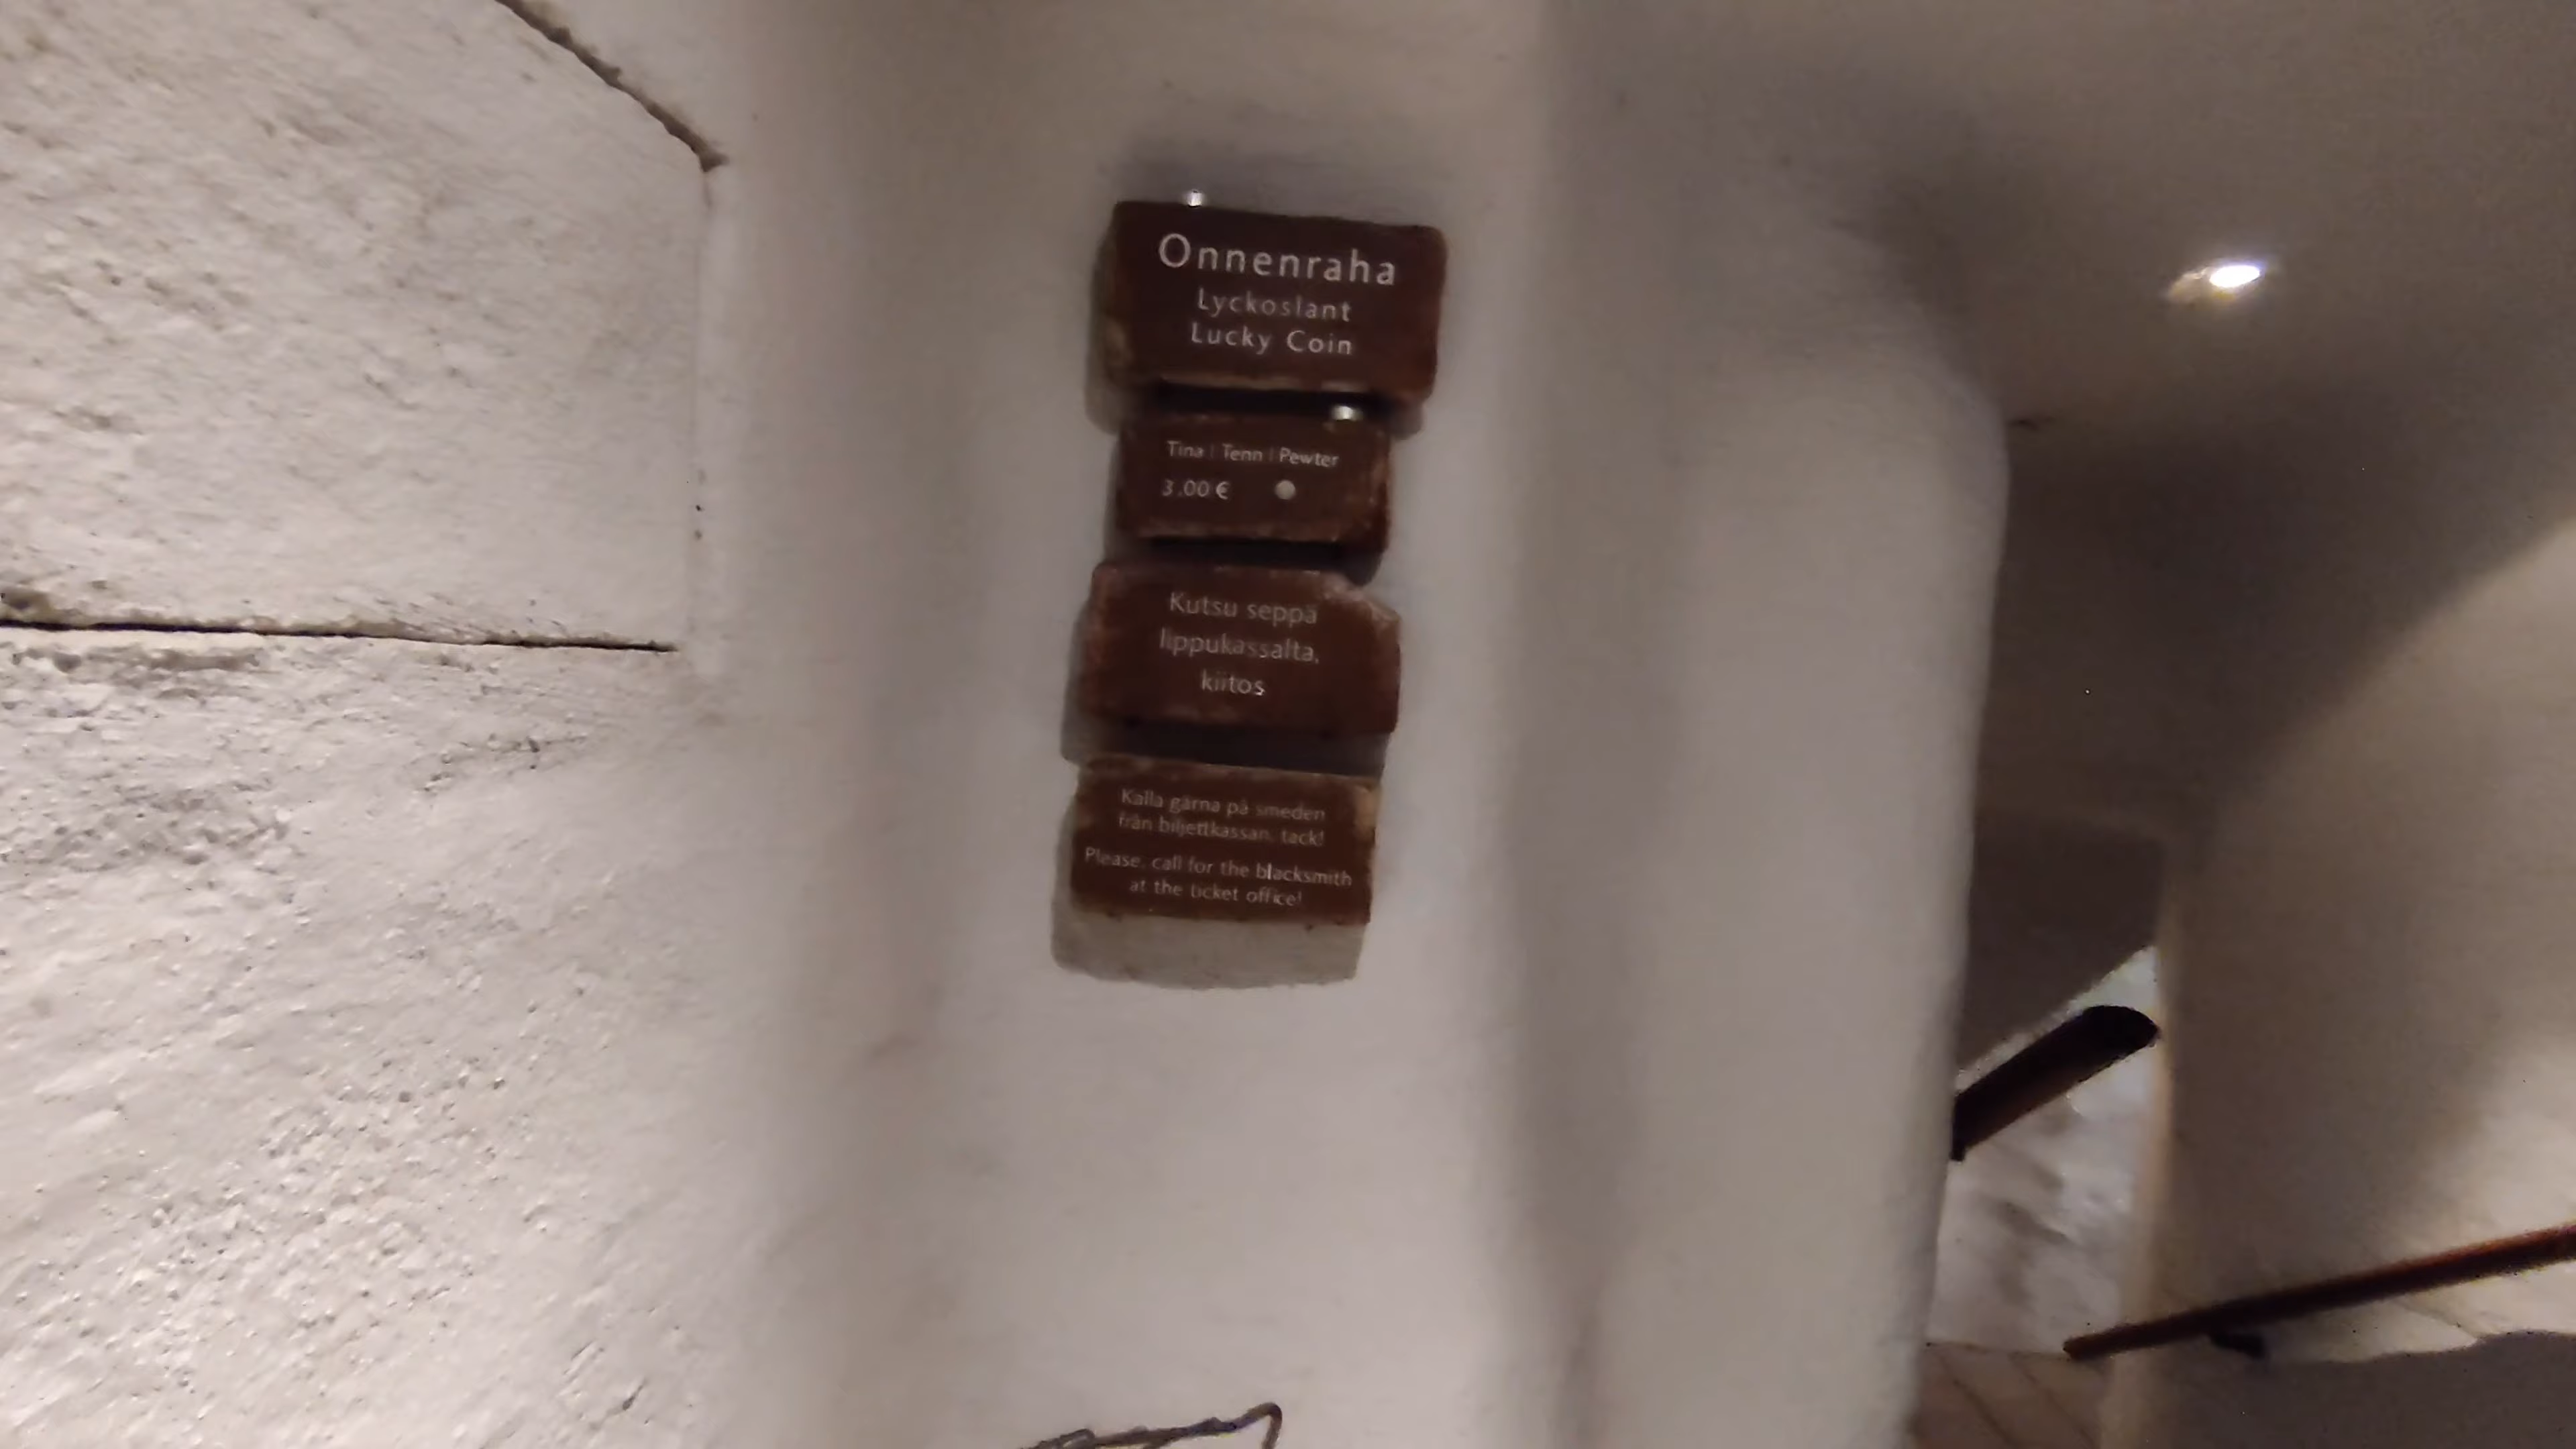 Onnenraha
Lyckoslant
Lucky Coin
Tina | Tenn | Pewter
3.00 €
Kutsu seppä
lippukassalta,
kiitos
Kalla gärna på smeden
från biljettkassan, tack!
Please, call for the blacksmith
at the ticket office!